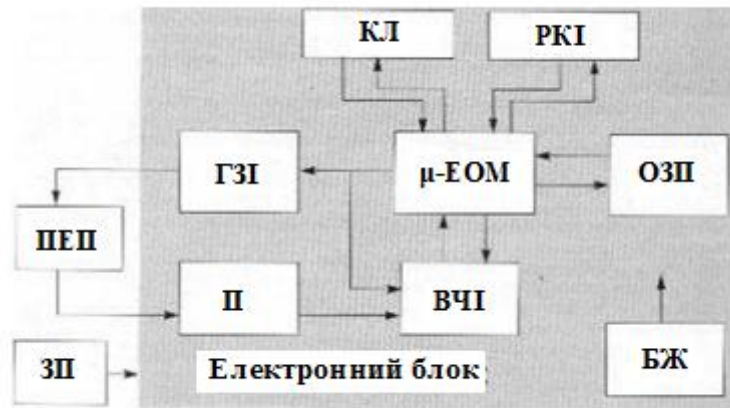 КЛ
РКІ
ГЗІ
μ-ЕОМ
ОЗП
ПЕП
П
ВЧІ
ЗП
Електронний блок
БЖ